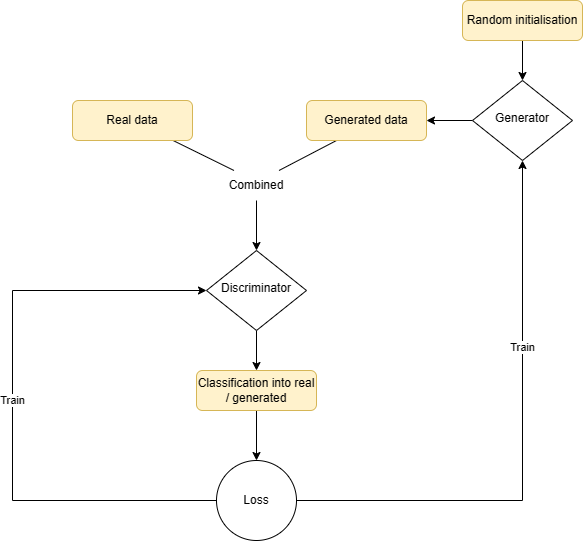 Random initialisation
Generator
Real data
Generated data
Combined
Discriminator
Train
Classification into real
/ generated
Train
Loss